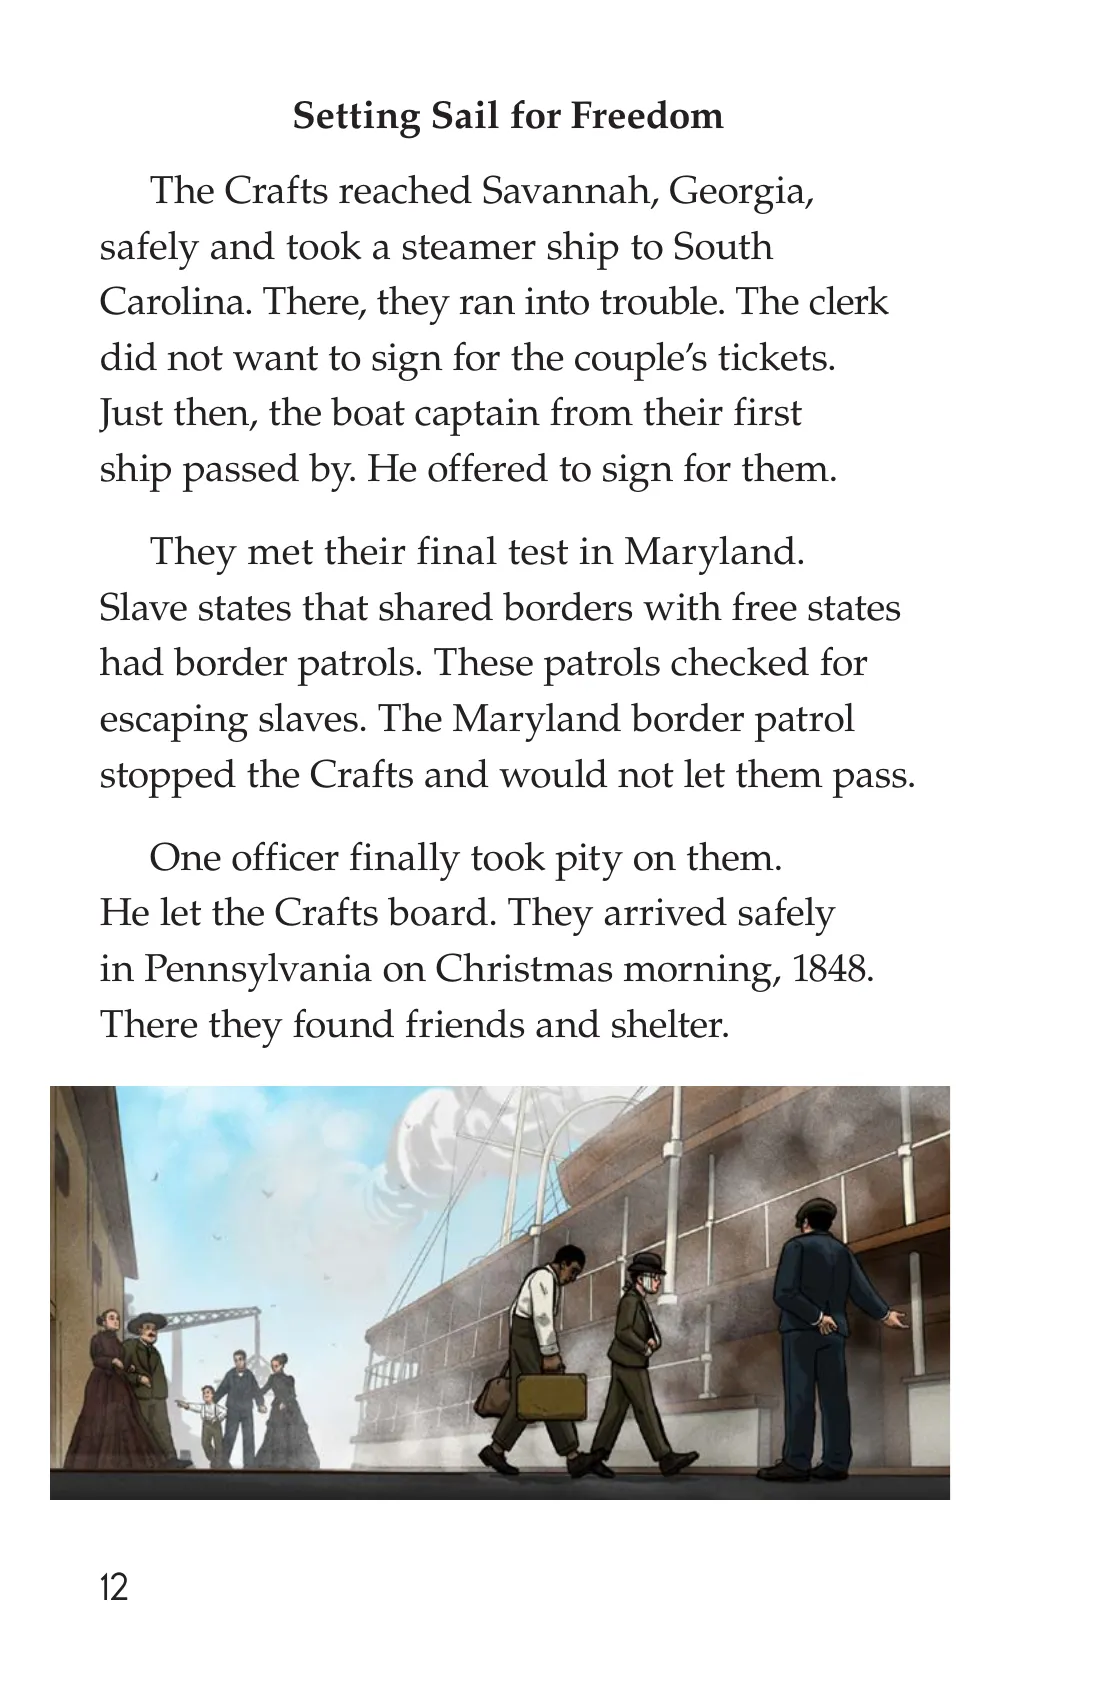 Setting Sail for Freedom
The Crafts reached Savannah, Georgia,
safely and took a steamer ship to South
Carolina. There, they ran into trouble. The clerk
did not want to sign for the couple’s tickets.
Just then, the boat captain from their first
ship passed by. He offered to sign for them.
They met their final test in Maryland.
Slave states that shared borders with free states
had border patrols. These patrols checked for
escaping slaves. The Maryland border patrol
stopped the Crafts and would not let them pass.
One officer finally took pity on them.
He let the Crafts board. They arrived safely
in Pennsylvania on Christmas morning, 1848.
There they found friends and shelter.
12